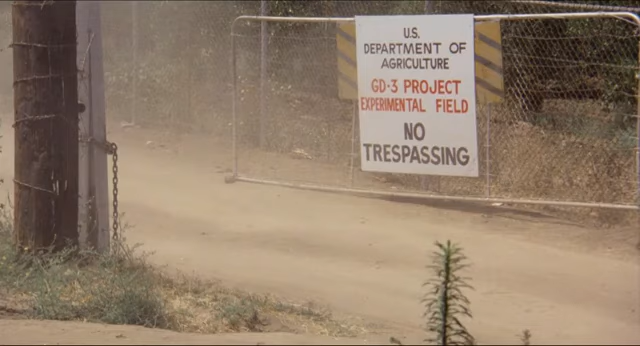 U.S.
DEPARTMENT OF
AGRICULTURE
GD-3 PROJECT
EXPERIMENTAL FIELD
NO
TRESPASSING